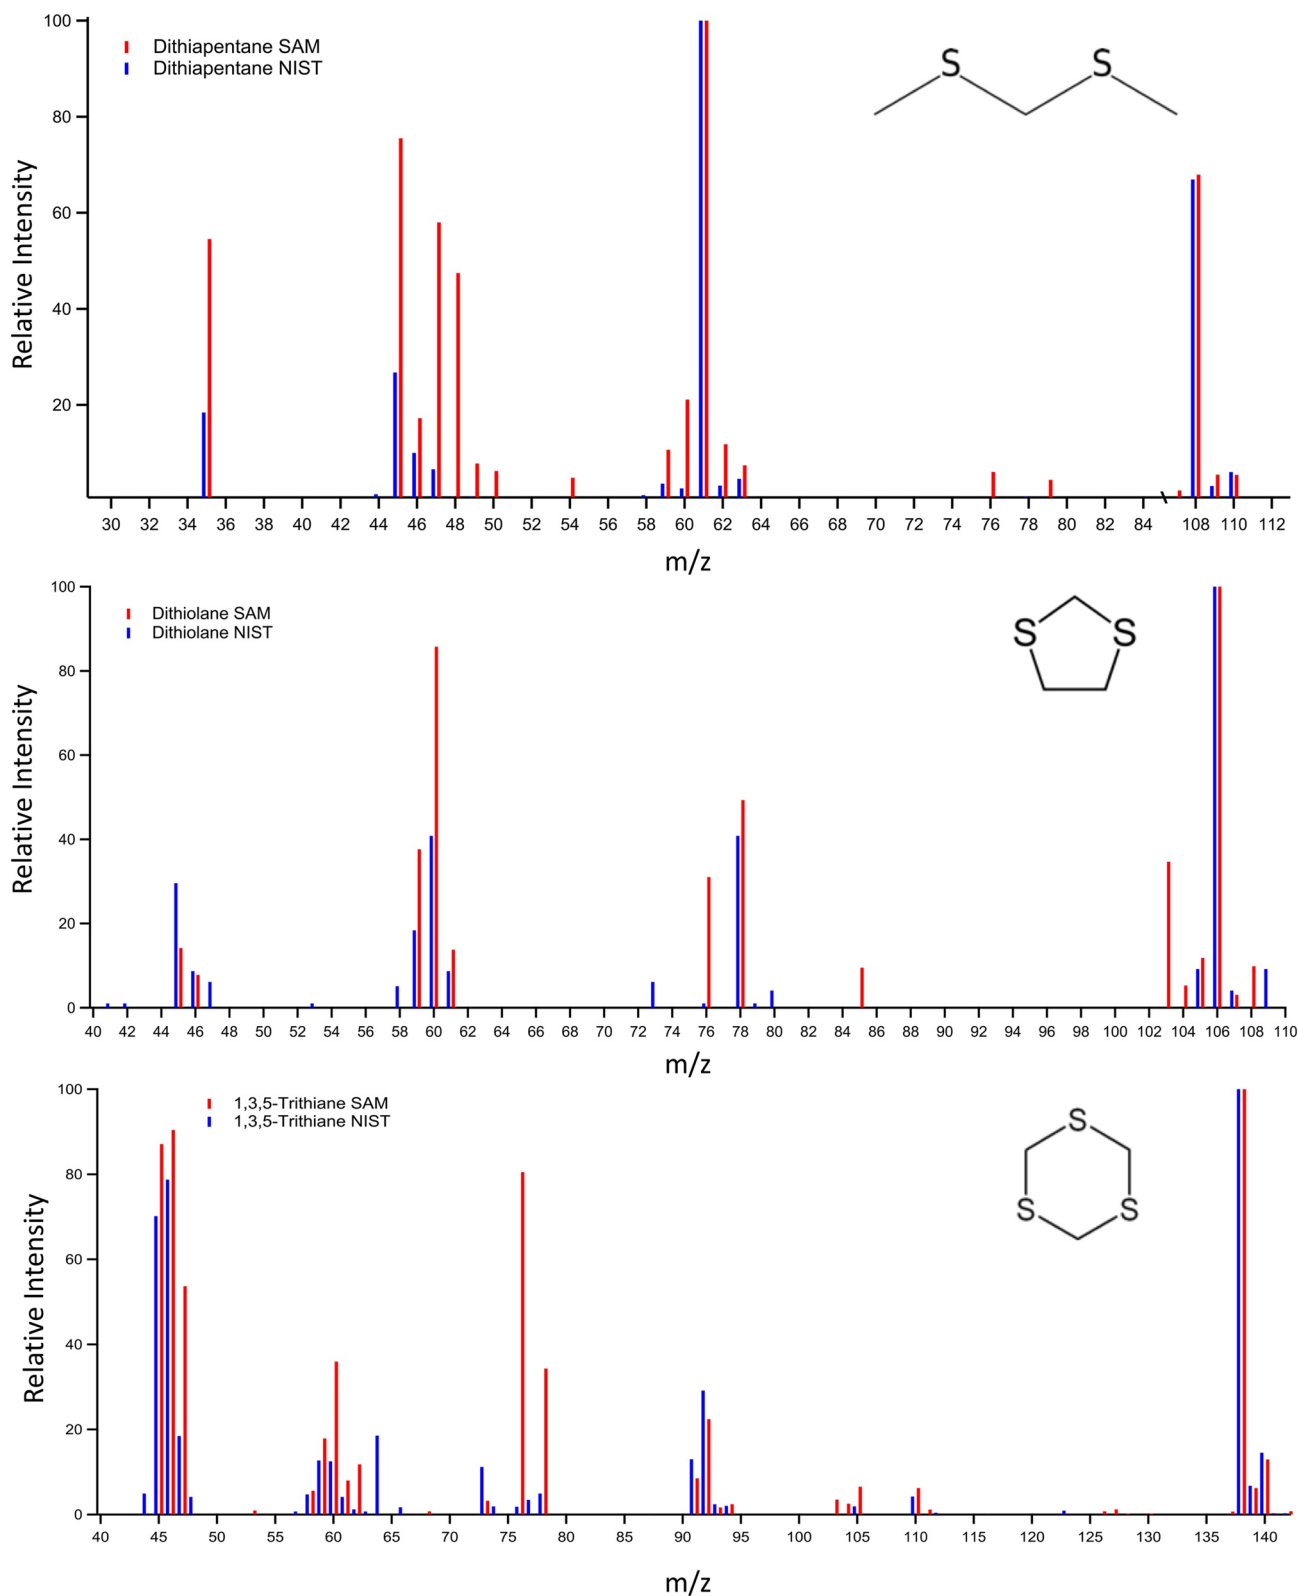 100
80
60
40
20
Relative Intensity
Dithiapentane SAM
Dithiapentane NIST
S S
30 32 34 36 38 40 42 44 46 48 50 52 54 56 58 60 62 64 66 68 70 72 74 76 78 80 82 84 108 110 112
m/z
100
80
60
40
20
0
Relative Intensity
Dithiolane SAM
Dithiolane NIST
S S
40 42 44 46 48 50 52 54 56 58 60 62 64 66 68 70 72 74 76 78 80 82 84 86 88 90 92 94 96 98 100 102 104 106 108 110
m/z
100
80
60
40
20
0
Relative Intensity
1,3,5-Trithiane SAM
1,3,5-Trithiane NIST
S
S S
40 45 50 55 60 65 70 75 80 85 90 95 100 105 110 115 120 125 130 135 140
m/z